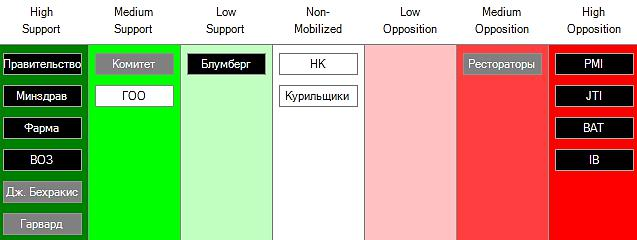 High Support
Medium Support
Low Support
Non-Mobilized
Low Opposition
Medium Opposition
High Opposition
Правительство
Комитет
Блумберг
НК
Рестораторы
PMI
Минздрав
ГОО
Курильщики
JTI
Фарма
BAT
ВОЗ
IB
Дж. Бехракис
Гарвард